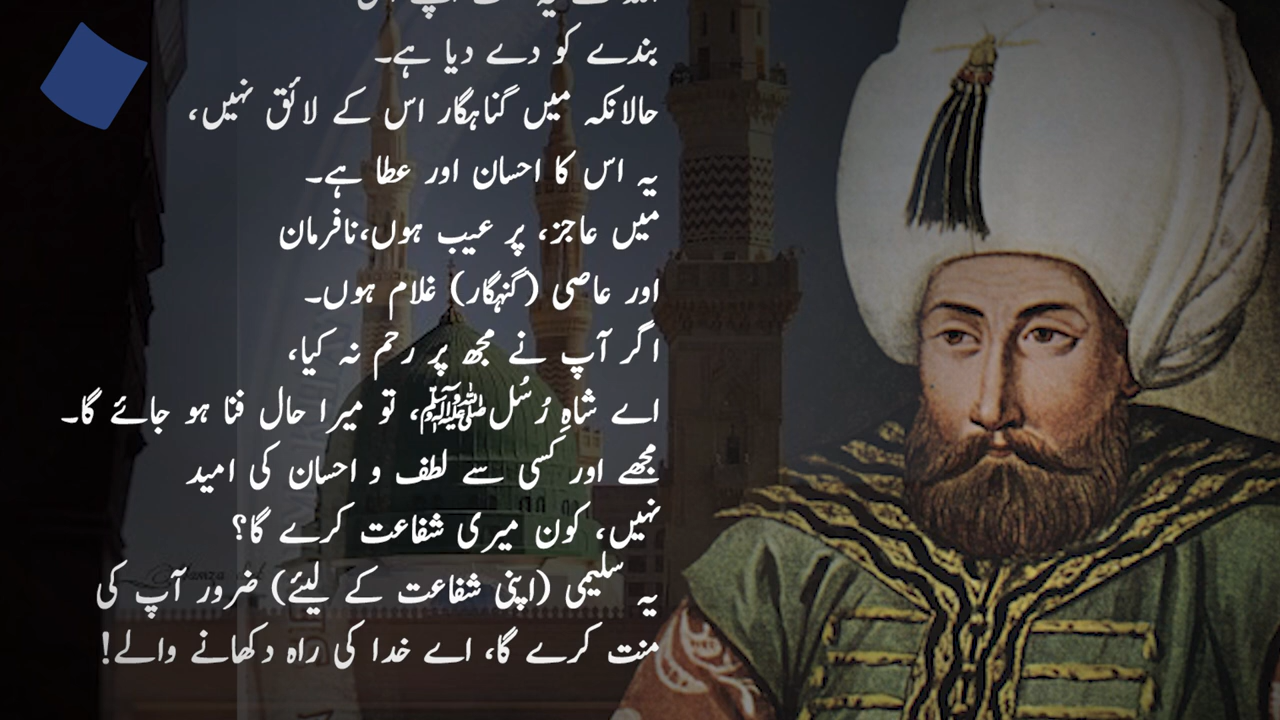 بندے کو دے دیا ہے۔
حالانکہ میں گناہگار اس کے لائق نہیں،
یہ اس کا احسان اور عطا ہے۔
میں عاجز، پر عیب ہوں،نافرمان
اور عاصی (گنہگار) غلام ہوں۔
اگر آپ نے مجھ پر رحم نہ کیا،
اے شاہِ رُسُلﷺ، تو میرا حال فنا ہو جائے گا۔
مجھے اور کسی سے لطف و احسان کی امید
نہیں، کون میری شفاعت کرے گا؟
یہ سلیمی (اپنی شفاعت کے لیئے) ضرور آپ کی
منت کرے گا، اے خدا کی راہ دکھانے والے!